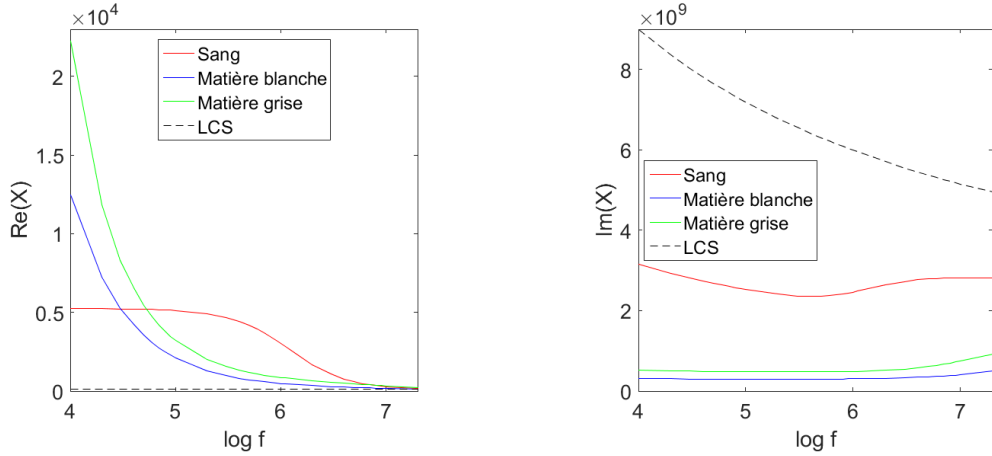 ×10⁴
Re(X)
2
1.5
1
0.5
0
4
5
6
7
log f
Sang
Matière blanche
Matière grise
LCS
×10⁹
Im(X)
8
6
4
2
0
4
5
6
7
log f
Sang
Matière blanche
Matière grise
LCS